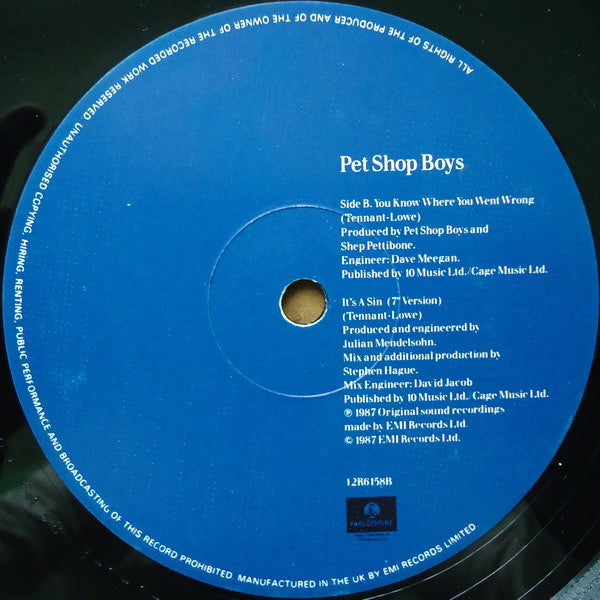 Pet Shop Boys
Side B. You Know Where You Went Wrong
(Tennant-Lowe)
Produced by Pet Shop Boys and
Shep Pettibone.
Engineer: Dave Meegan.
Published by 10 Music Ltd./Cage Music Ltd.
It's A Sin (7" Version)
(Tennant-Lowe)
Produced and engineered by
Julian Mendelsohn.
Mix and additional production by
Stephen Hague.
Mix Engineer: David Jacob
Published by 10 Music Ltd./Cage Music Ltd.
℗ 1987 Original sound recordings
made by EMI Records Ltd.
© 1987 EMI Records Ltd.
12R6158B
PARLOPHONE
ALL RIGHTS OF THE PRODUCER AND OF THE OWNER OF THE RECORDED WORK RESERVED. UNAUTHORISED COPYING, HIRING, RENTING, PUBLIC PERFORMANCE AND BROADCASTING OF THIS RECORD PROHIBITED. MANUFACTURED IN THE UK BY EMI RECORDS LIMITED